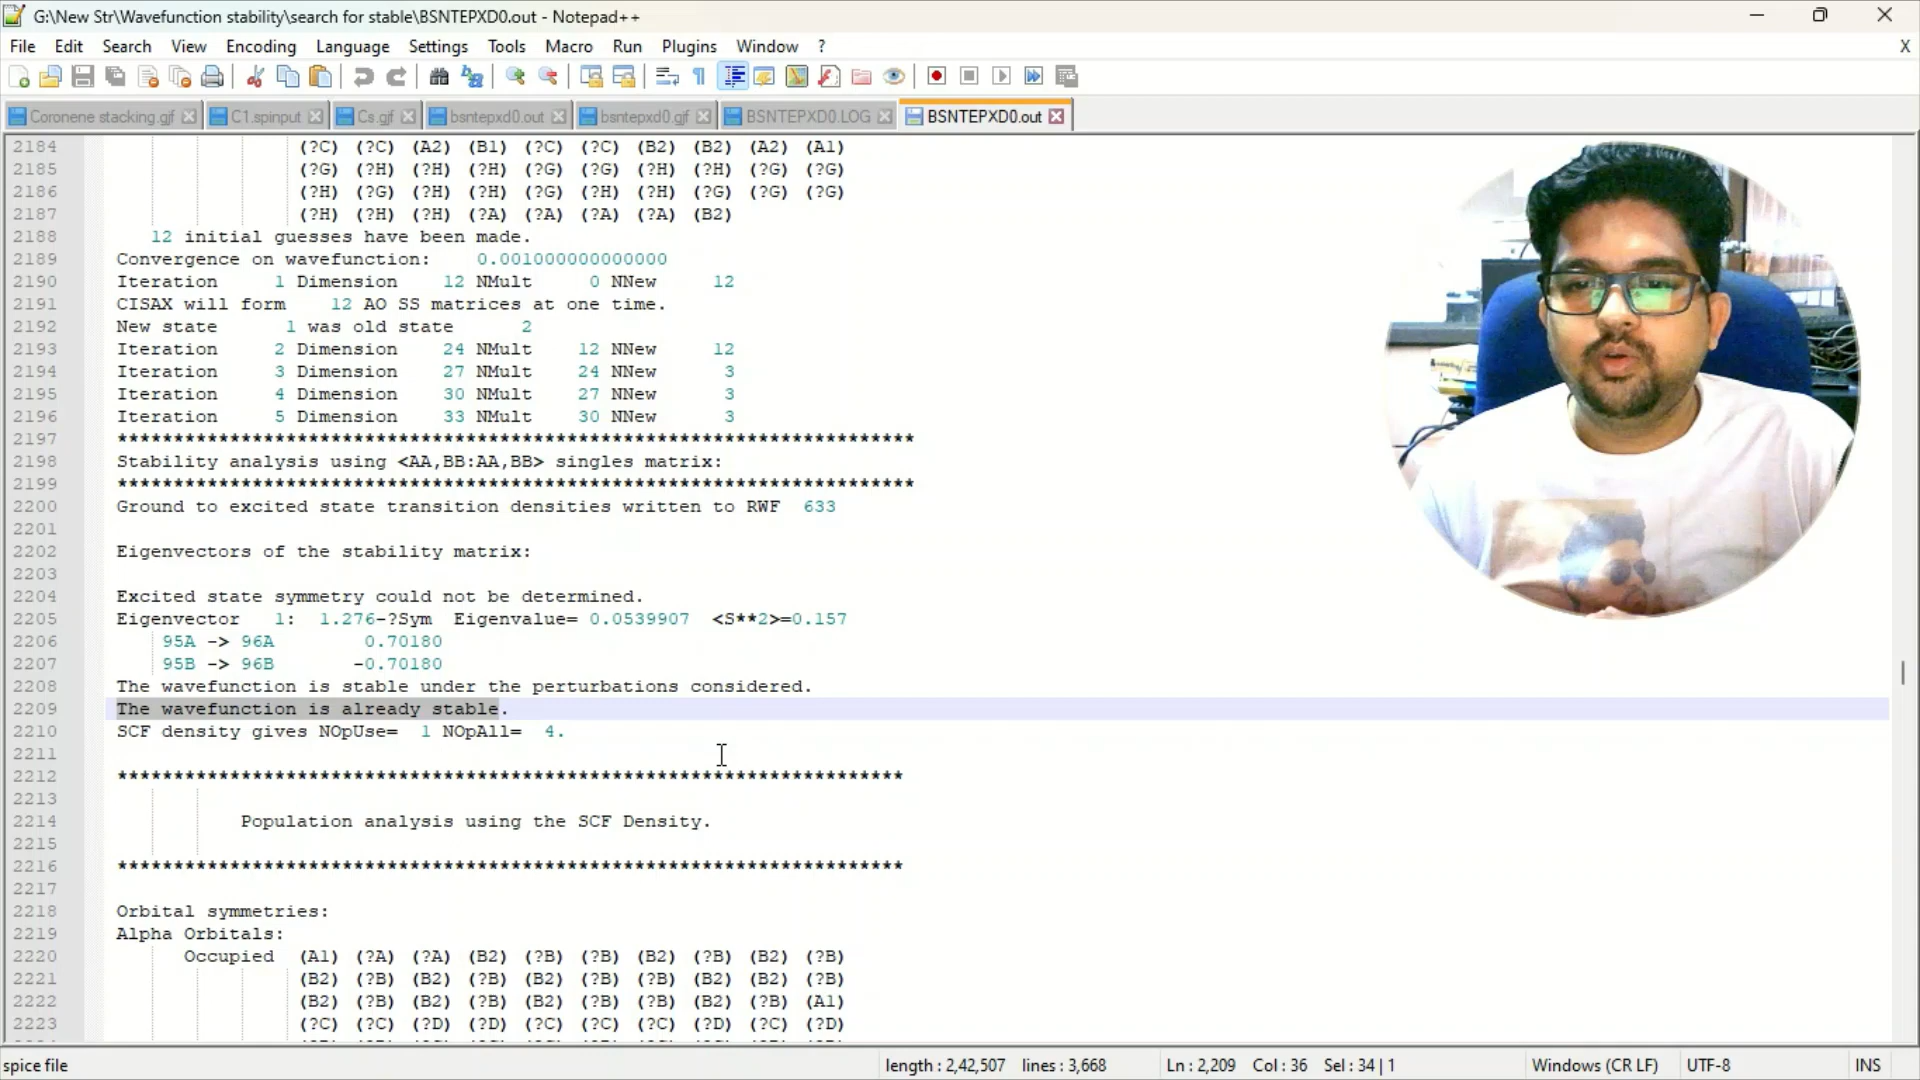 G:\New Str\Wavefunction stability\search for stable\BSNTEPXD0.out - Notepad++
File Edit Search View Encoding Language Settings Tools Macro Run Plugins Window ? X
Coronene stacking.gjf C1.spinput Cs.gjf bsntepxd0.out bsntepxd0.gjf BSNTEPXD0.LOG BSNTEPXD0.out
2184 (?C) (?C) (A2) (B1) (?C) (?C) (B2) (B2) (A2) (A1)
2185 (?G) (?H) (?H) (?H) (?G) (?G) (?H) (?H) (?G) (?G)
2186 (?H) (?G) (?H) (?H) (?G) (?H) (?H) (?G) (?G) (?G)
2187 (?H) (?H) (?H) (?A) (?A) (?A) (?A) (B2)
2188 12 initial guesses have been made.
2189 Convergence on wavefunction: 0.001000000000000
2190 Iteration 1 Dimension 12 NMult 0 NNew 12
2191 CISAX will form 12 AO SS matrices at one time.
2192 New state 1 was old state 2
2193 Iteration 2 Dimension 24 NMult 12 NNew 12
2194 Iteration 3 Dimension 27 NMult 24 NNew 3
2195 Iteration 4 Dimension 30 NMult 27 NNew 3
2196 Iteration 5 Dimension 33 NMult 30 NNew 3
2197 ***********************************************************************
2198 Stability analysis using <AA,BB:AA,BB> singles matrix:
2199 ***********************************************************************
2200 Ground to excited state transition densities written to RWF 633
2201
2202 Eigenvectors of the stability matrix:
2203
2204 Excited state symmetry could not be determined.
2205 Eigenvector 1: 1.276-?Sym Eigenvalue= 0.0539907 <S**2>=0.157
2206 95A -> 96A 0.70180
2207 95B -> 96B -0.70180
2208 The wavefunction is stable under the perturbations considered.
2209 The wavefunction is already stable.
2210 SCF density gives NOpUse= 1 NOpAll= 4.
2211
2212 **********************************************************************
2213
2214 Population analysis using the SCF Density.
2215
2216 **********************************************************************
2217
2218 Orbital symmetries:
2219 Alpha Orbitals:
2220 Occupied (A1) (?A) (?A) (B2) (?B) (?B) (B2) (?B) (B2) (?B)
2221 (B2) (?B) (B2) (?B) (B2) (?B) (?B) (B2) (B2) (?B)
2222 (B2) (?B) (B2) (?B) (B2) (?B) (?B) (B2) (?B) (A1)
2223 (?C) (?C) (?D) (?D) (?C) (?C) (?C) (?D) (?C) (?D)
spice file length : 2,42,507 lines : 3,668 Ln : 2,209 Col : 36 Sel : 34 | 1 Windows (CR LF) UTF-8 INS